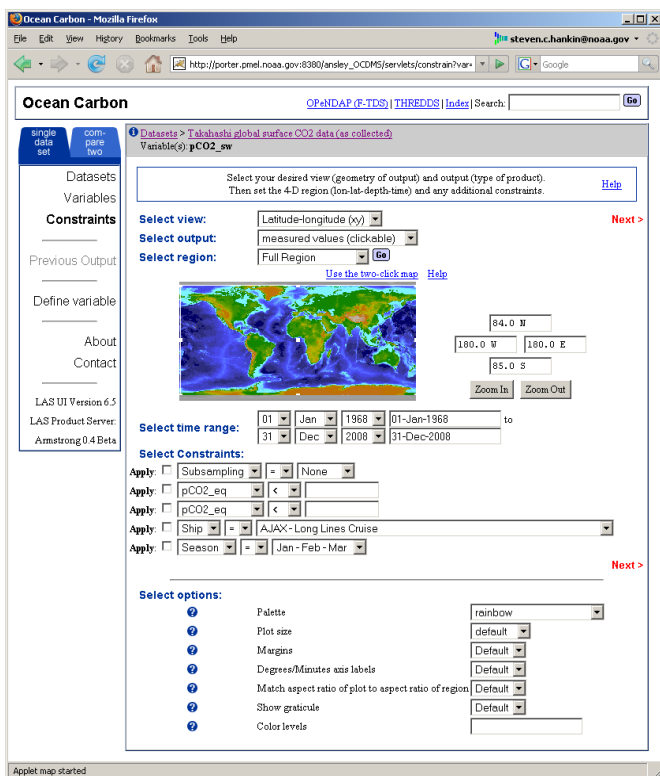 Ocean Carbon - Mozilla Firefox
File Edit View History Bookmarks Tools Help
steven.c.hankin@noaa.gov
http://porter.pmel.noaa.gov:8380/ansley_OCDMS/servlets/constrain?var=
G Google
Ocean Carbon
OPeNDAP (F-TDS) | THREDDS | Index | Search: Go
single data set
com-pare two
Datasets > Takahashi global surface CO2 data (as collected)
Variable(s): pCO2_sw
Datasets
Variables
Constraints
Previous Output
Define variable
About
Contact
LAS UI Version 6.5
LAS Product Server:
Armstrong 0.4 Beta
Select your desired view (geometry of output) and output (type of product).
Then set the 4-D region (lon-lat-depth-time) and any additional constraints.
Help
Select view: Latitude-longitude (xy)
Next >
Select output: measured values (clickable)
Select region: Full Region Go
Use the two-click map Help
84.0 N
180.0 W 180.0 E
85.0 S
Zoom In Zoom Out
Select time range:
01 Jan 1968 01-Jan-1968 to
31 Dec 2008 31-Dec-2008
Select Constraints:
Apply: Subsampling = None
Apply: pCO2_eq <
Apply: pCO2_eq <
Apply: Ship = AJAX - Long Lines Cruise
Apply: Season = Jan - Feb - Mar
Next >
Select options:
? Palette rainbow
? Plot size default
? Margins Default
? Degrees/Minutes axis labels Default
? Match aspect ratio of plot to aspect ratio of region Default
? Show graticule Default
? Color levels
Applet map started